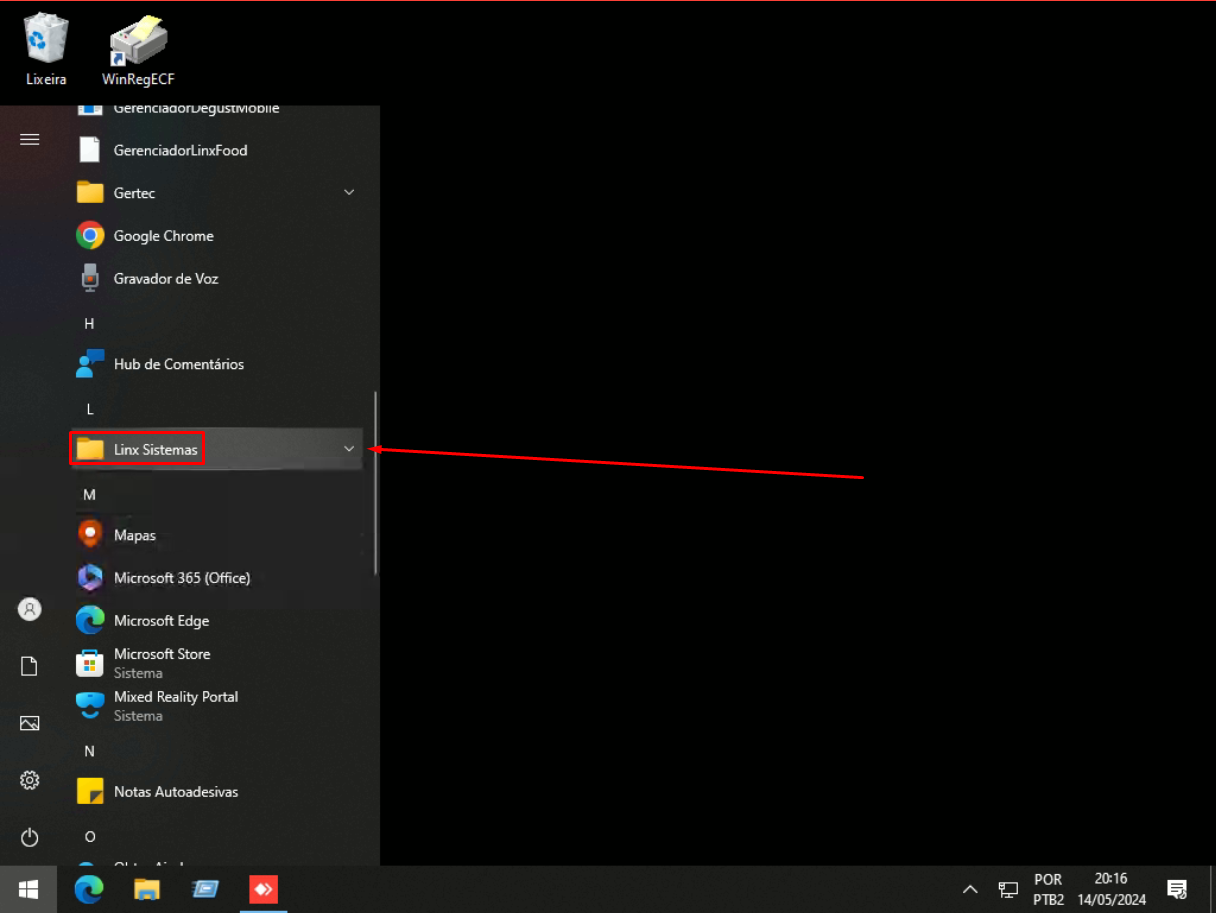 Lixeira
WinRegECF
GerenciadorDegustMobile
GerenciadorLinxFood
Gertec
Google Chrome
Gravador de Voz
H
Hub de Comentários
L
Linx Sistemas
M
Mapas
Microsoft 365 (Office)
Microsoft Edge
Microsoft Store
Sistema
Mixed Reality Portal
Sistema
N
Notas Autoadesivas
O
POR
PTB2
20:16
14/05/2024